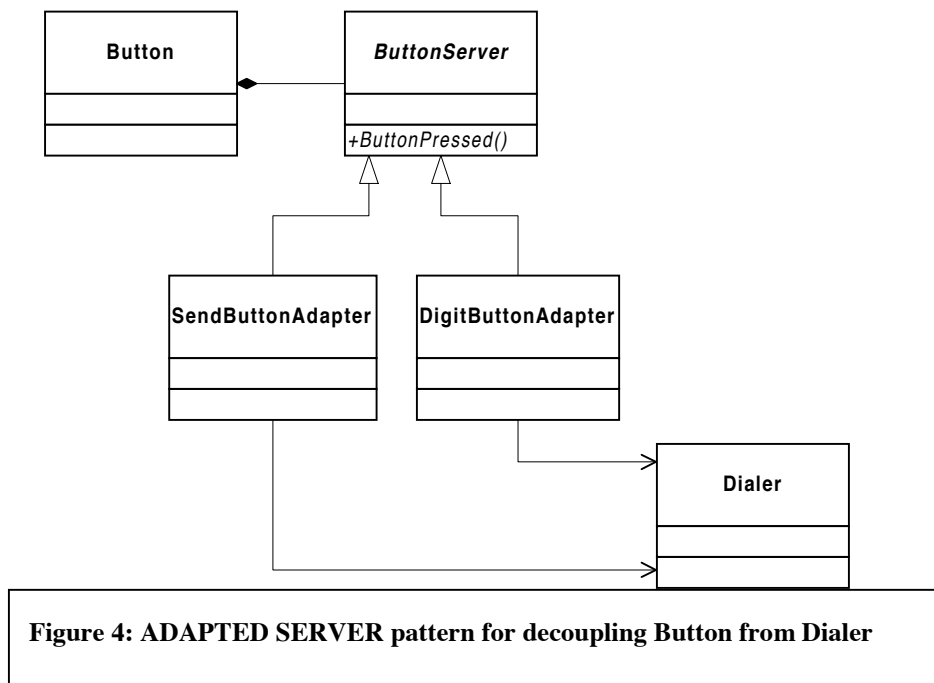 Button
ButtonServer
+ButtonPressed()
SendButtonAdapter
DigitButtonAdapter
Dialer
Figure 4: ADAPTED SERVER pattern for decoupling Button from Dialer